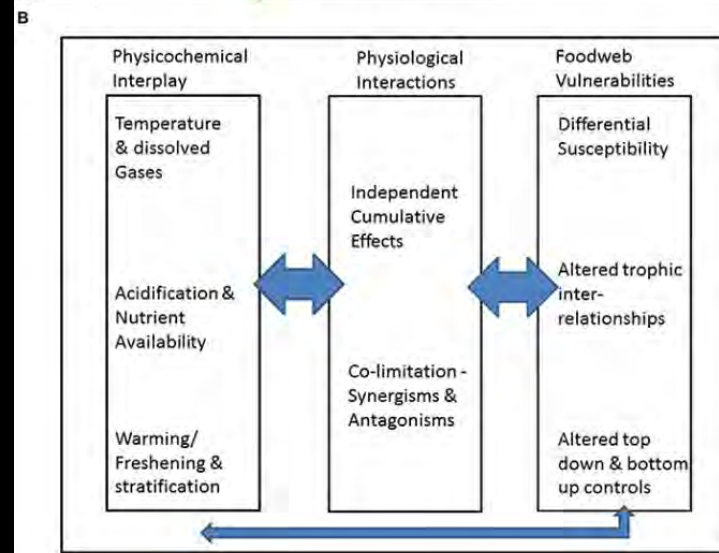 B
Physicochemical
Interplay
Temperature
& dissolved
Gases
Acidification &
Nutrient
Availability
Warming/
Freshening &
stratification
Physiological
Interactions
Independent
Cumulative
Effects
Co-limitation -
Synergisms &
Antagonisms
Foodweb
Vulnerabilities
Differential
Susceptibility
Altered trophic
inter-
relationships
Altered top
down & bottom
up controls